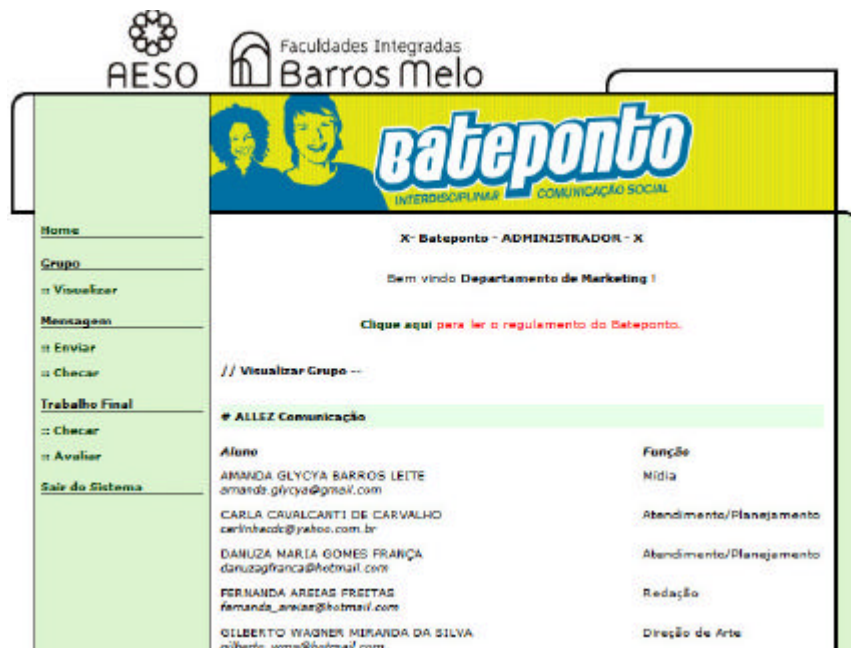 AESO
Faculdades Integradas
Barros Melo
Bateponto
INTERDISCIPLINAR COMUNICAÇÃO SOCIAL
Home
Grupo
:: Visualizar
Mensagem
:: Enviar
:: Checar
Trabalho Final
:: Checar
:: Avaliar
Sair do Sistema
X- Bateponto - ADMINISTRADOR - X
Bem vindo Departamento de Marketing !
Clique aqui para ler o regulamento do Bateponto.
// Visualizar Grupo --
# ALLEZ Comunicação
Aluno Função
AMANDA GLYCYA BARROS LEITE Mídia
amanda.glycya@gmail.com
CARLA CAVALCANTI DE CARVALHO Atendimento/Planejamento
carlinhacdc@yahoo.com.br
DANUZA MARIA GOMES FRANÇA Atendimento/Planejamento
danuzagfranca@hotmail.com
FERNANDA AREIAS FREITAS Redação
fernanda_areias@hotmail.com
GILBERTO WAGNER MIRANDA DA SILVA Direção de Arte